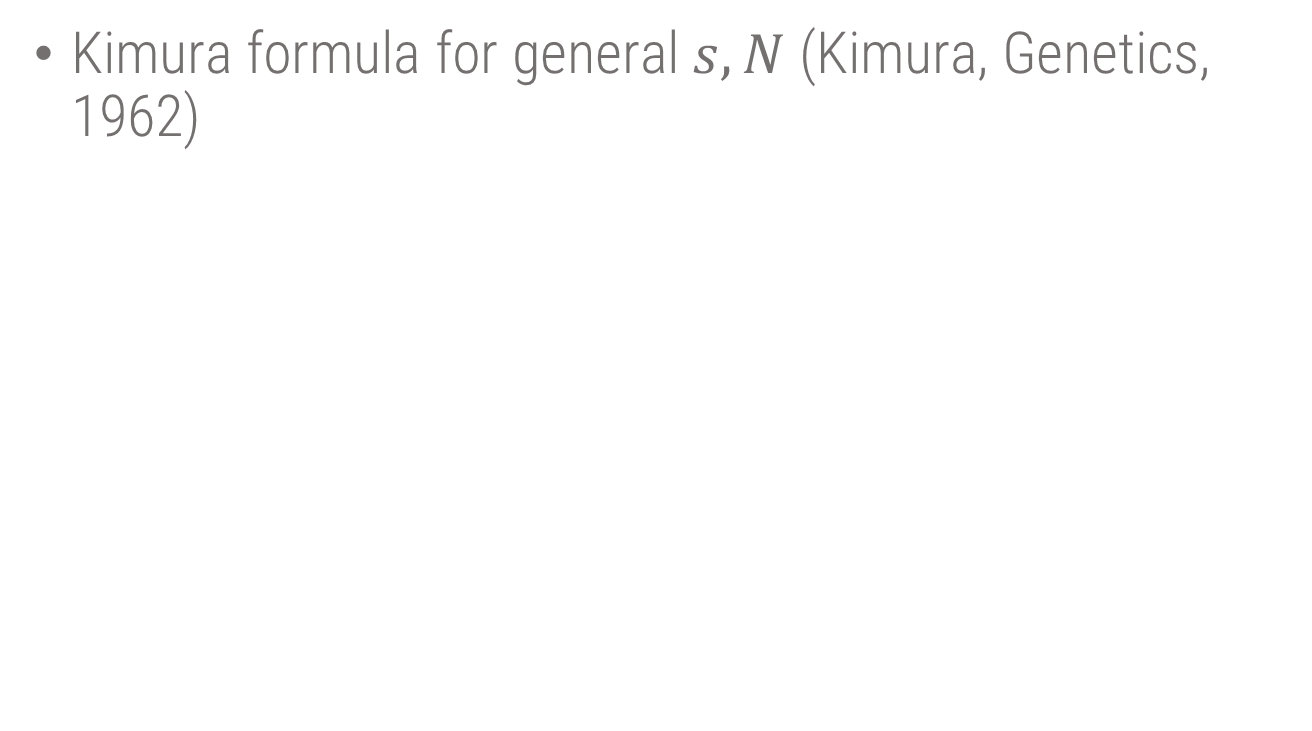 • Kimura formula for general s, N (Kimura, Genetics,
1962)